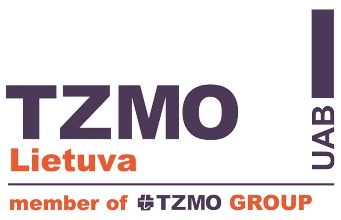 TZMO
Lietuva
UAB
member of TZMO GROUP